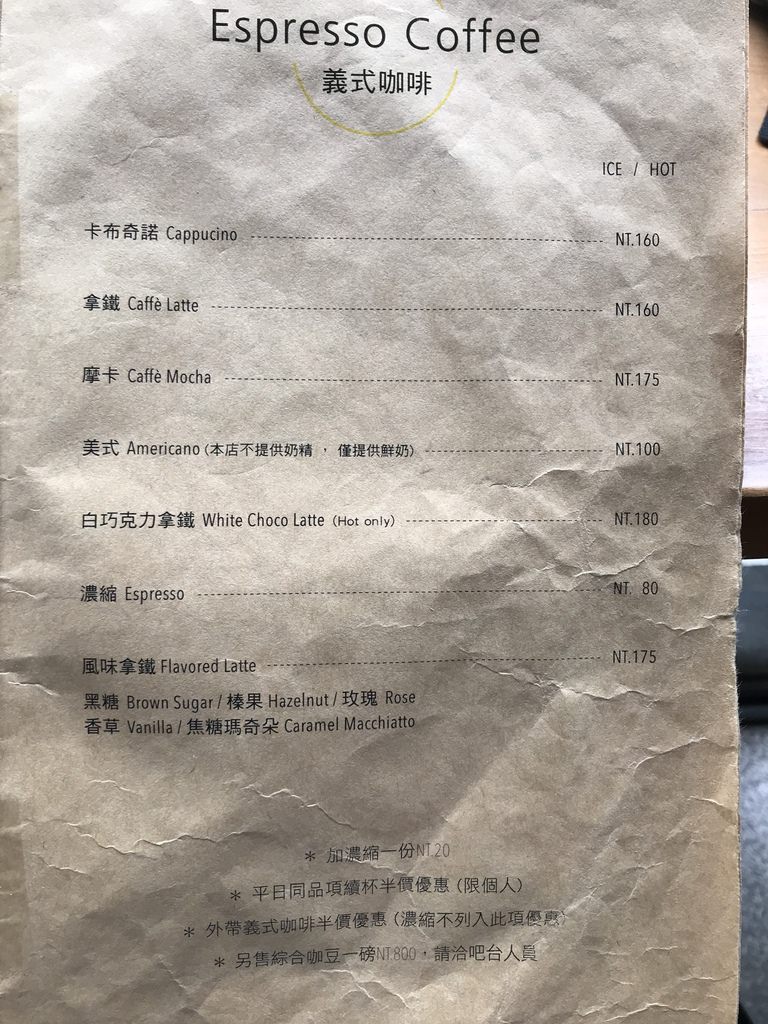 Espresso Coffee
義式咖啡
ICE / HOT
卡布奇諾 Cappucino NT.160
拿鐵 Caffè Latte NT.160
摩卡 Caffè Mocha NT.175
美式 Americano (本店不提供奶精 , 僅提供鮮奶) NT.100
白巧克力拿鐵 White Choco Latte (Hot only) NT.180
濃縮 Espresso NT. 80
風味拿鐵 Flavored Latte NT.175
黑糖 Brown Sugar / 榛果 Hazelnut / 玫瑰 Rose
香草 Vanilla / 焦糖瑪奇朵 Caramel Macchiatto
* 加濃縮一份NT.20
* 平日同品項續杯半價優惠 (限個人)
* 外帶義式咖啡半價優惠 (濃縮不列入此項優惠)
* 另售綜合咖豆一磅NT.800,請洽吧台人員